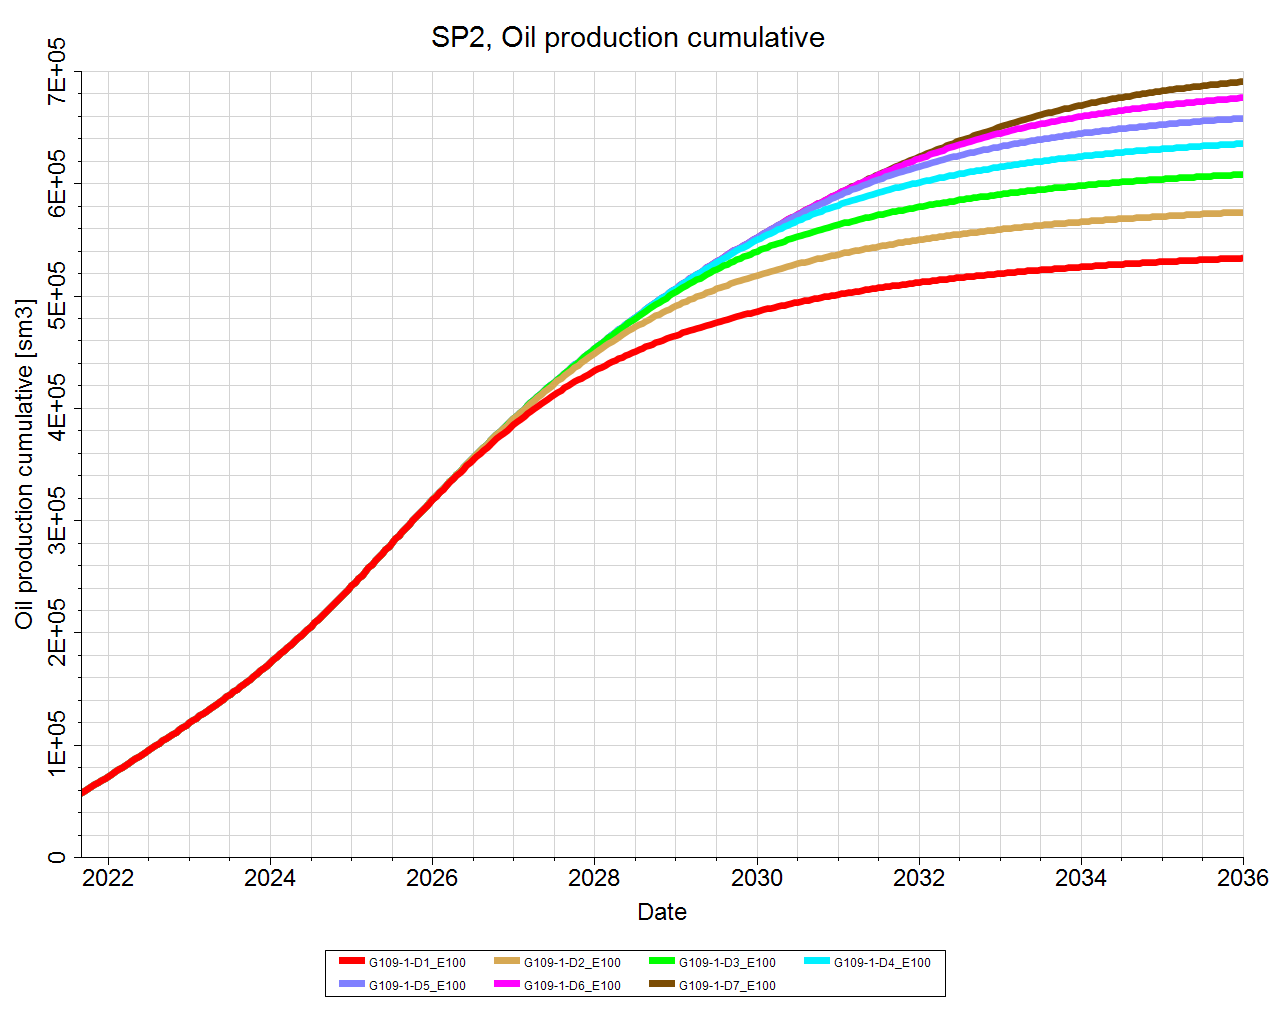 SP2, Oil production cumulative
Oil production cumulative [sm3]
7E+05
6E+05
5E+05
4E+05
3E+05
2E+05
1E+05
0
2022 2024 2026 2028 2030 2032 2034 2036
Date
G109-1-D1_E100 G109-1-D2_E100 G109-1-D3_E100 G109-1-D4_E100
G109-1-D5_E100 G109-1-D6_E100 G109-1-D7_E100